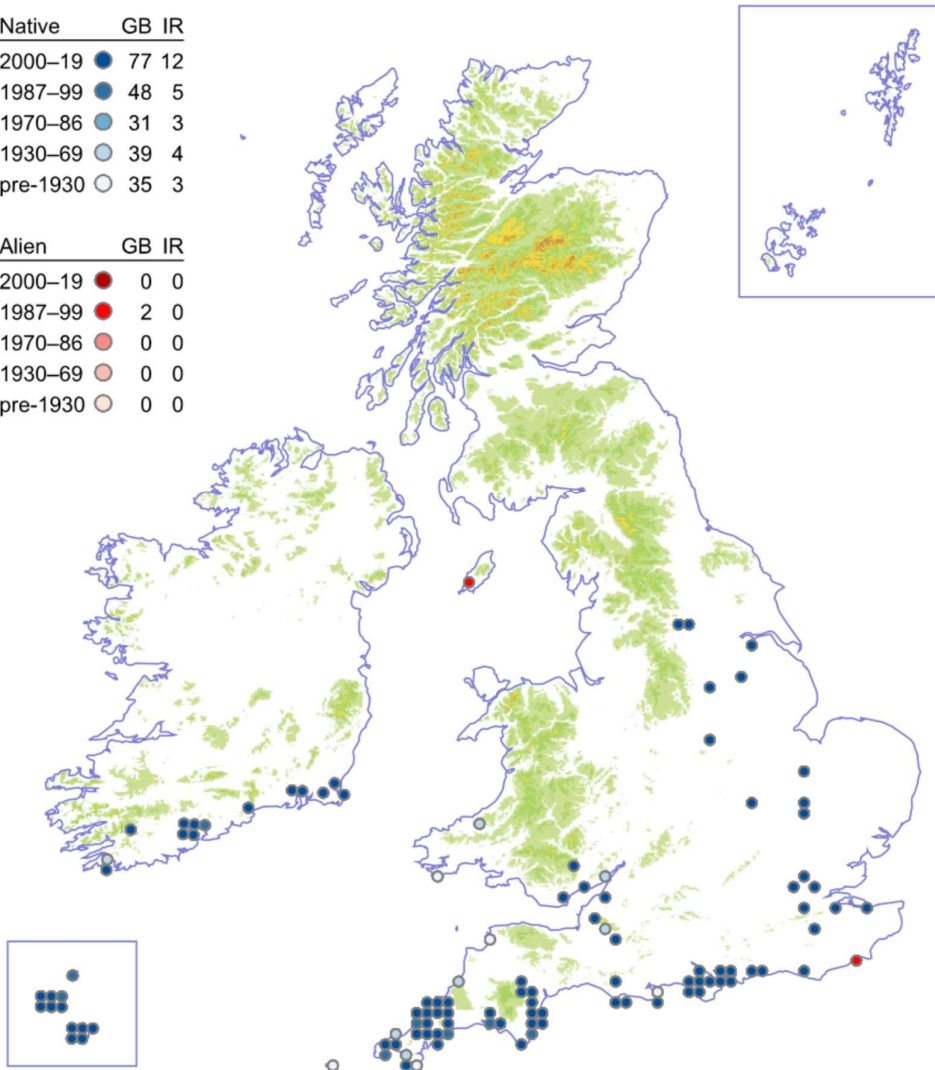 Native GB IR
2000–19 77 12
1987–99 48 5
1970–86 31 3
1930–69 39 4
pre-1930 35 3
Alien GB IR
2000–19 0 0
1987–99 2 0
1970–86 0 0
1930–69 0 0
pre-1930 0 0